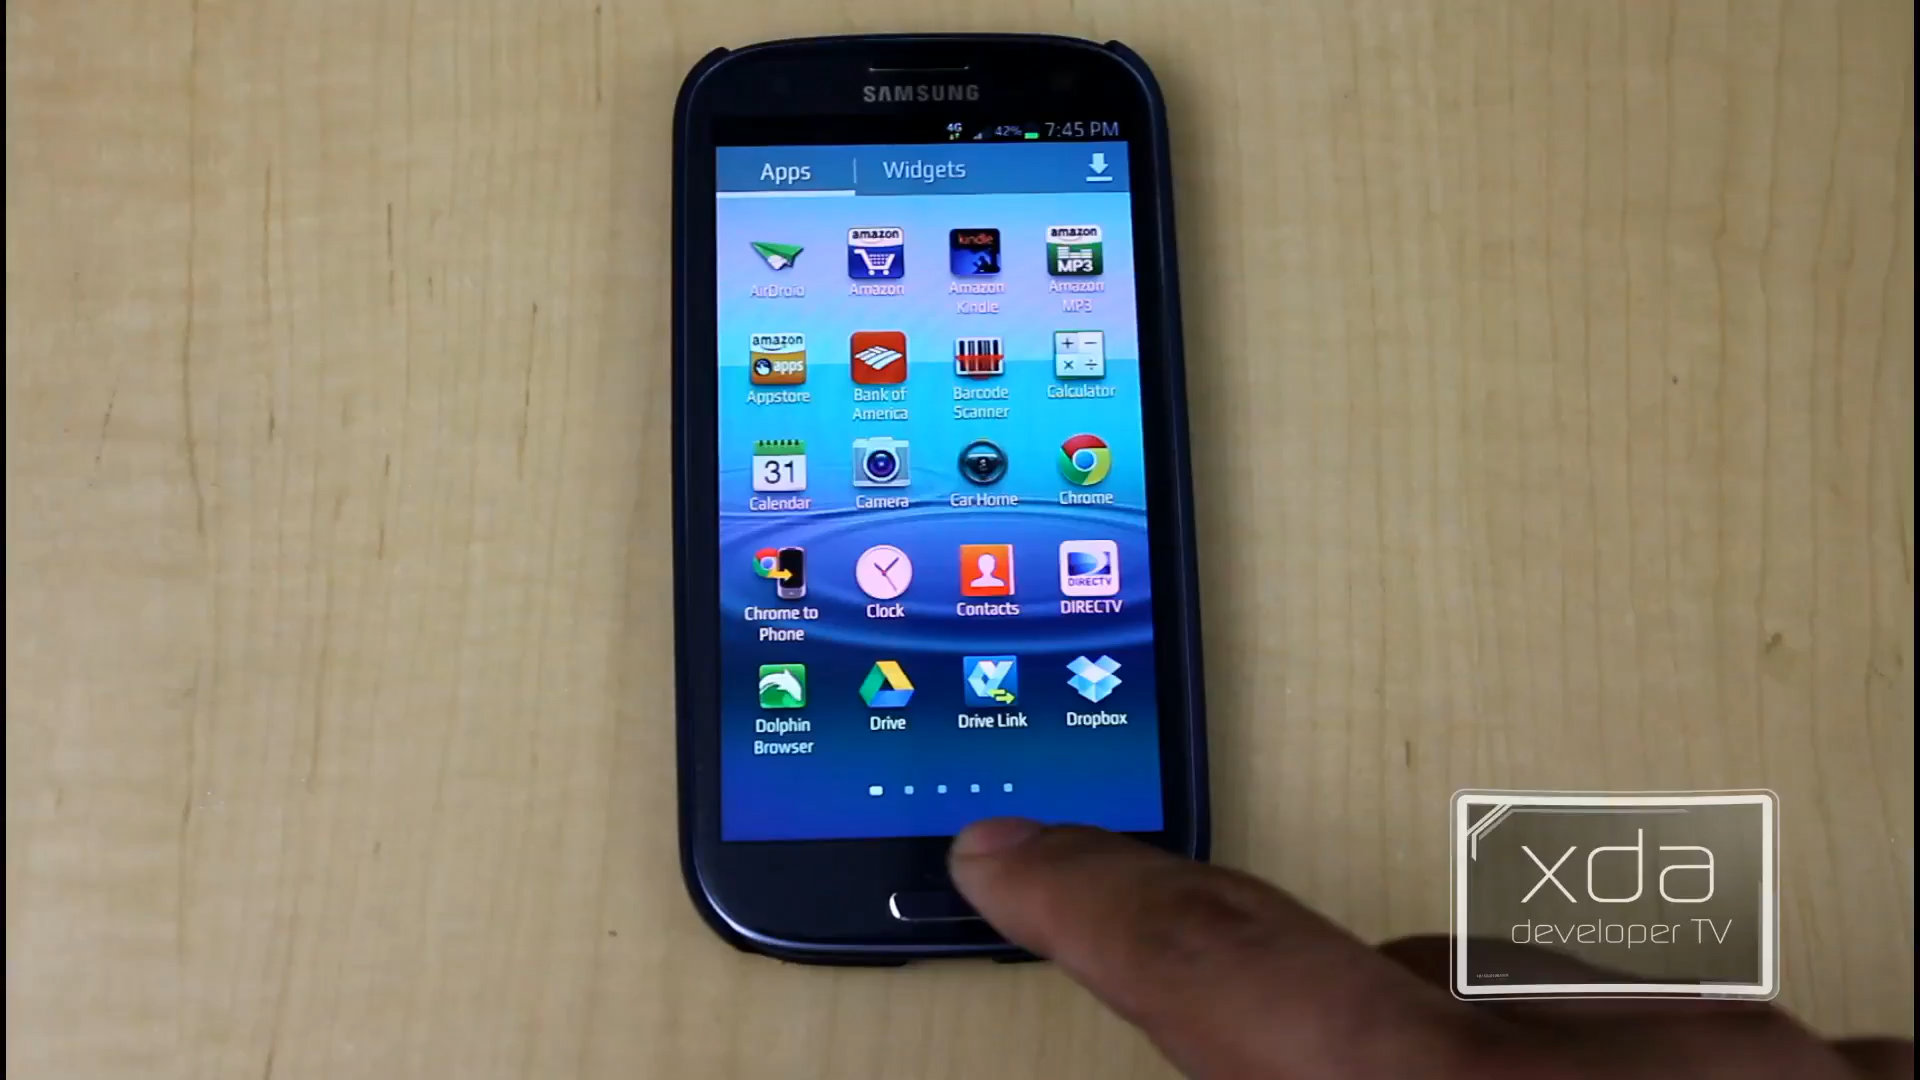 SAMSUNG
4G 42% 7:45 PM
Apps Widgets
amazon kindle amazon
MP3
AirDroid Amazon Amazon Kindle Amazon MP3
amazon
apps
Appstore Bank of America Barcode Scanner Calculator
31
Calendar Camera Car Home Chrome
DIRECTV
Chrome to Phone Clock Contacts DIRECTV
Dolphin Browser Drive Drive Link Dropbox
xda
developer TV